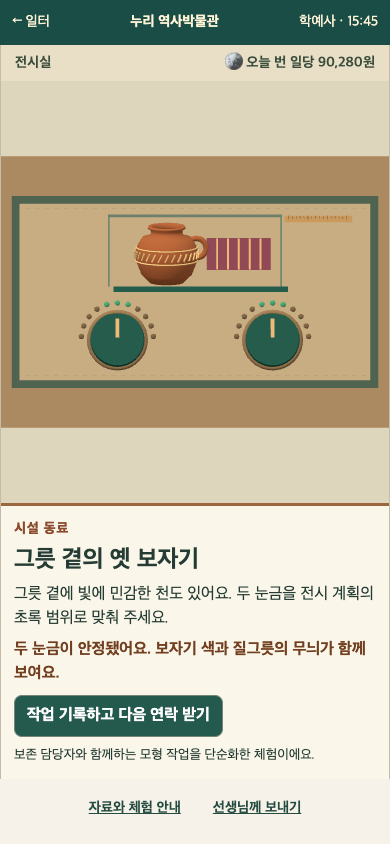 ← 일터
누리 역사박물관
학예사 · 15:45
전시실
오늘 번 일당 90,280원
시설 동료
그릇 곁의 옛 보자기
그릇 곁에 빛에 민감한 천도 있어요. 두 눈금을 전시 계획의
초록 범위로 맞춰 주세요.
두 눈금이 안정됐어요. 보자기 색과 질그릇의 무늬가 함께
보여요.
작업 기록하고 다음 연락 받기
보존 담당자와 함께하는 모형 작업을 단순화한 체험이에요.
자료와 체험 안내
선생님께 보내기